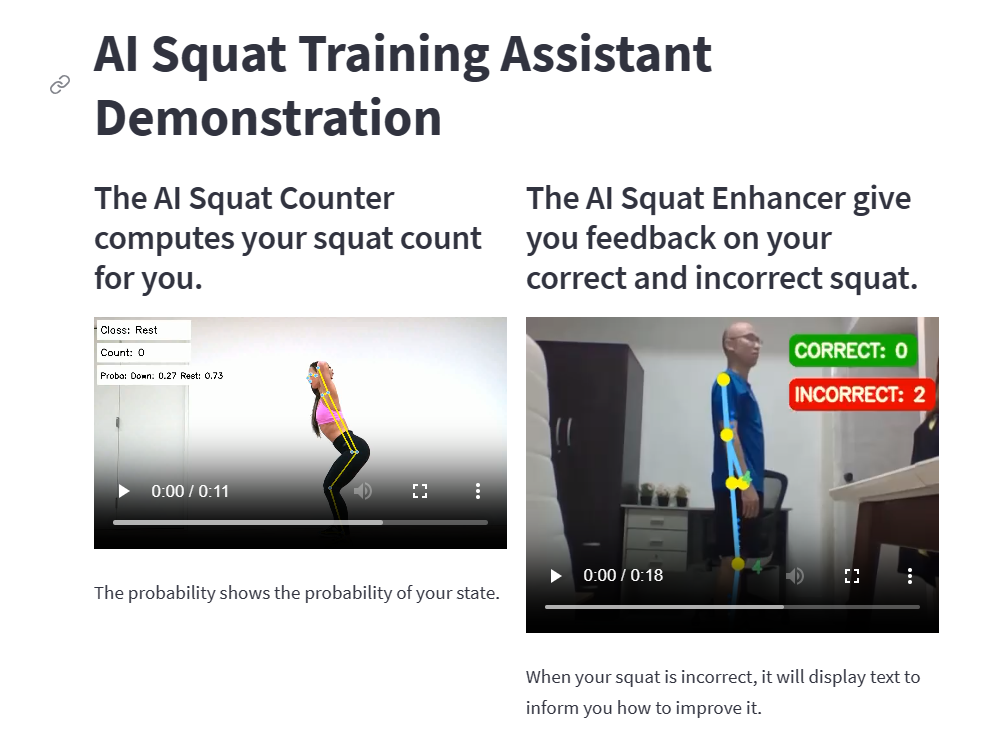 AI Squat Training Assistant
Demonstration
The AI Squat Counter
computes your squat count
for you.
Class: Rest
Count: 0
Proba: Down: 0.27 Rest: 0.73
0:00 / 0:11
The probability shows the probability of your state.
The AI Squat Enhancer give
you feedback on your
correct and incorrect squat.
CORRECT: 0
INCORRECT: 2
4
4
0:00 / 0:18
When your squat is incorrect, it will display text to
inform you how to improve it.